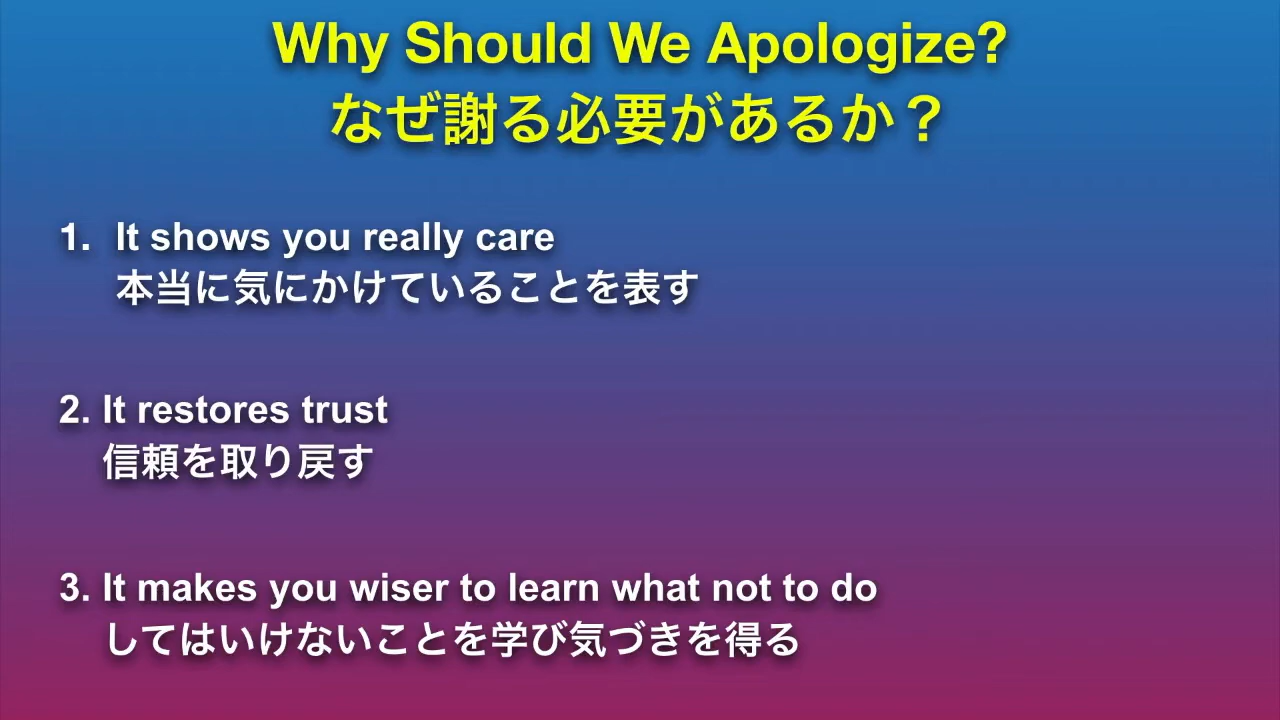 Why Should We Apologize?
なぜ謝る必要があるか？
1. It shows you really care
本当に気にかけていることを表す
2. It restores trust
信頼を取り戻す
3. It makes you wiser to learn what not to do
してはいけないことを学び気づきを得る